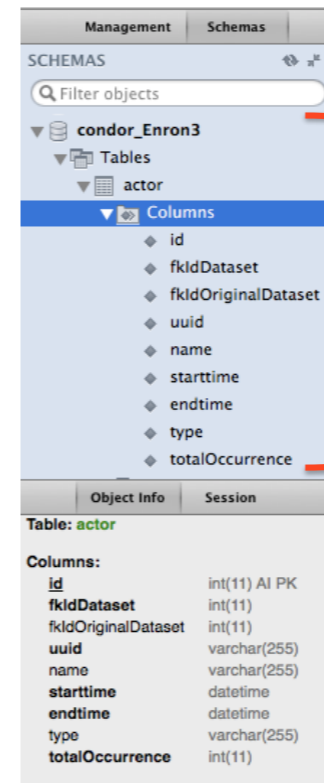 Management Schemas
SCHEMAS
Filter objects
condor_Enron3
Tables
actor
Columns
id
fkIdDataset
fkIdOriginalDataset
uuid
name
starttime
endtime
type
totalOccurrence
Object Info Session
Table: actor
Columns:
id int(11) AI PK
fkIdDataset int(11)
fkIdOriginalDataset int(11)
uuid varchar(255)
name varchar(255)
starttime datetime
endtime datetime
type varchar(255)
totalOccurrence int(11)